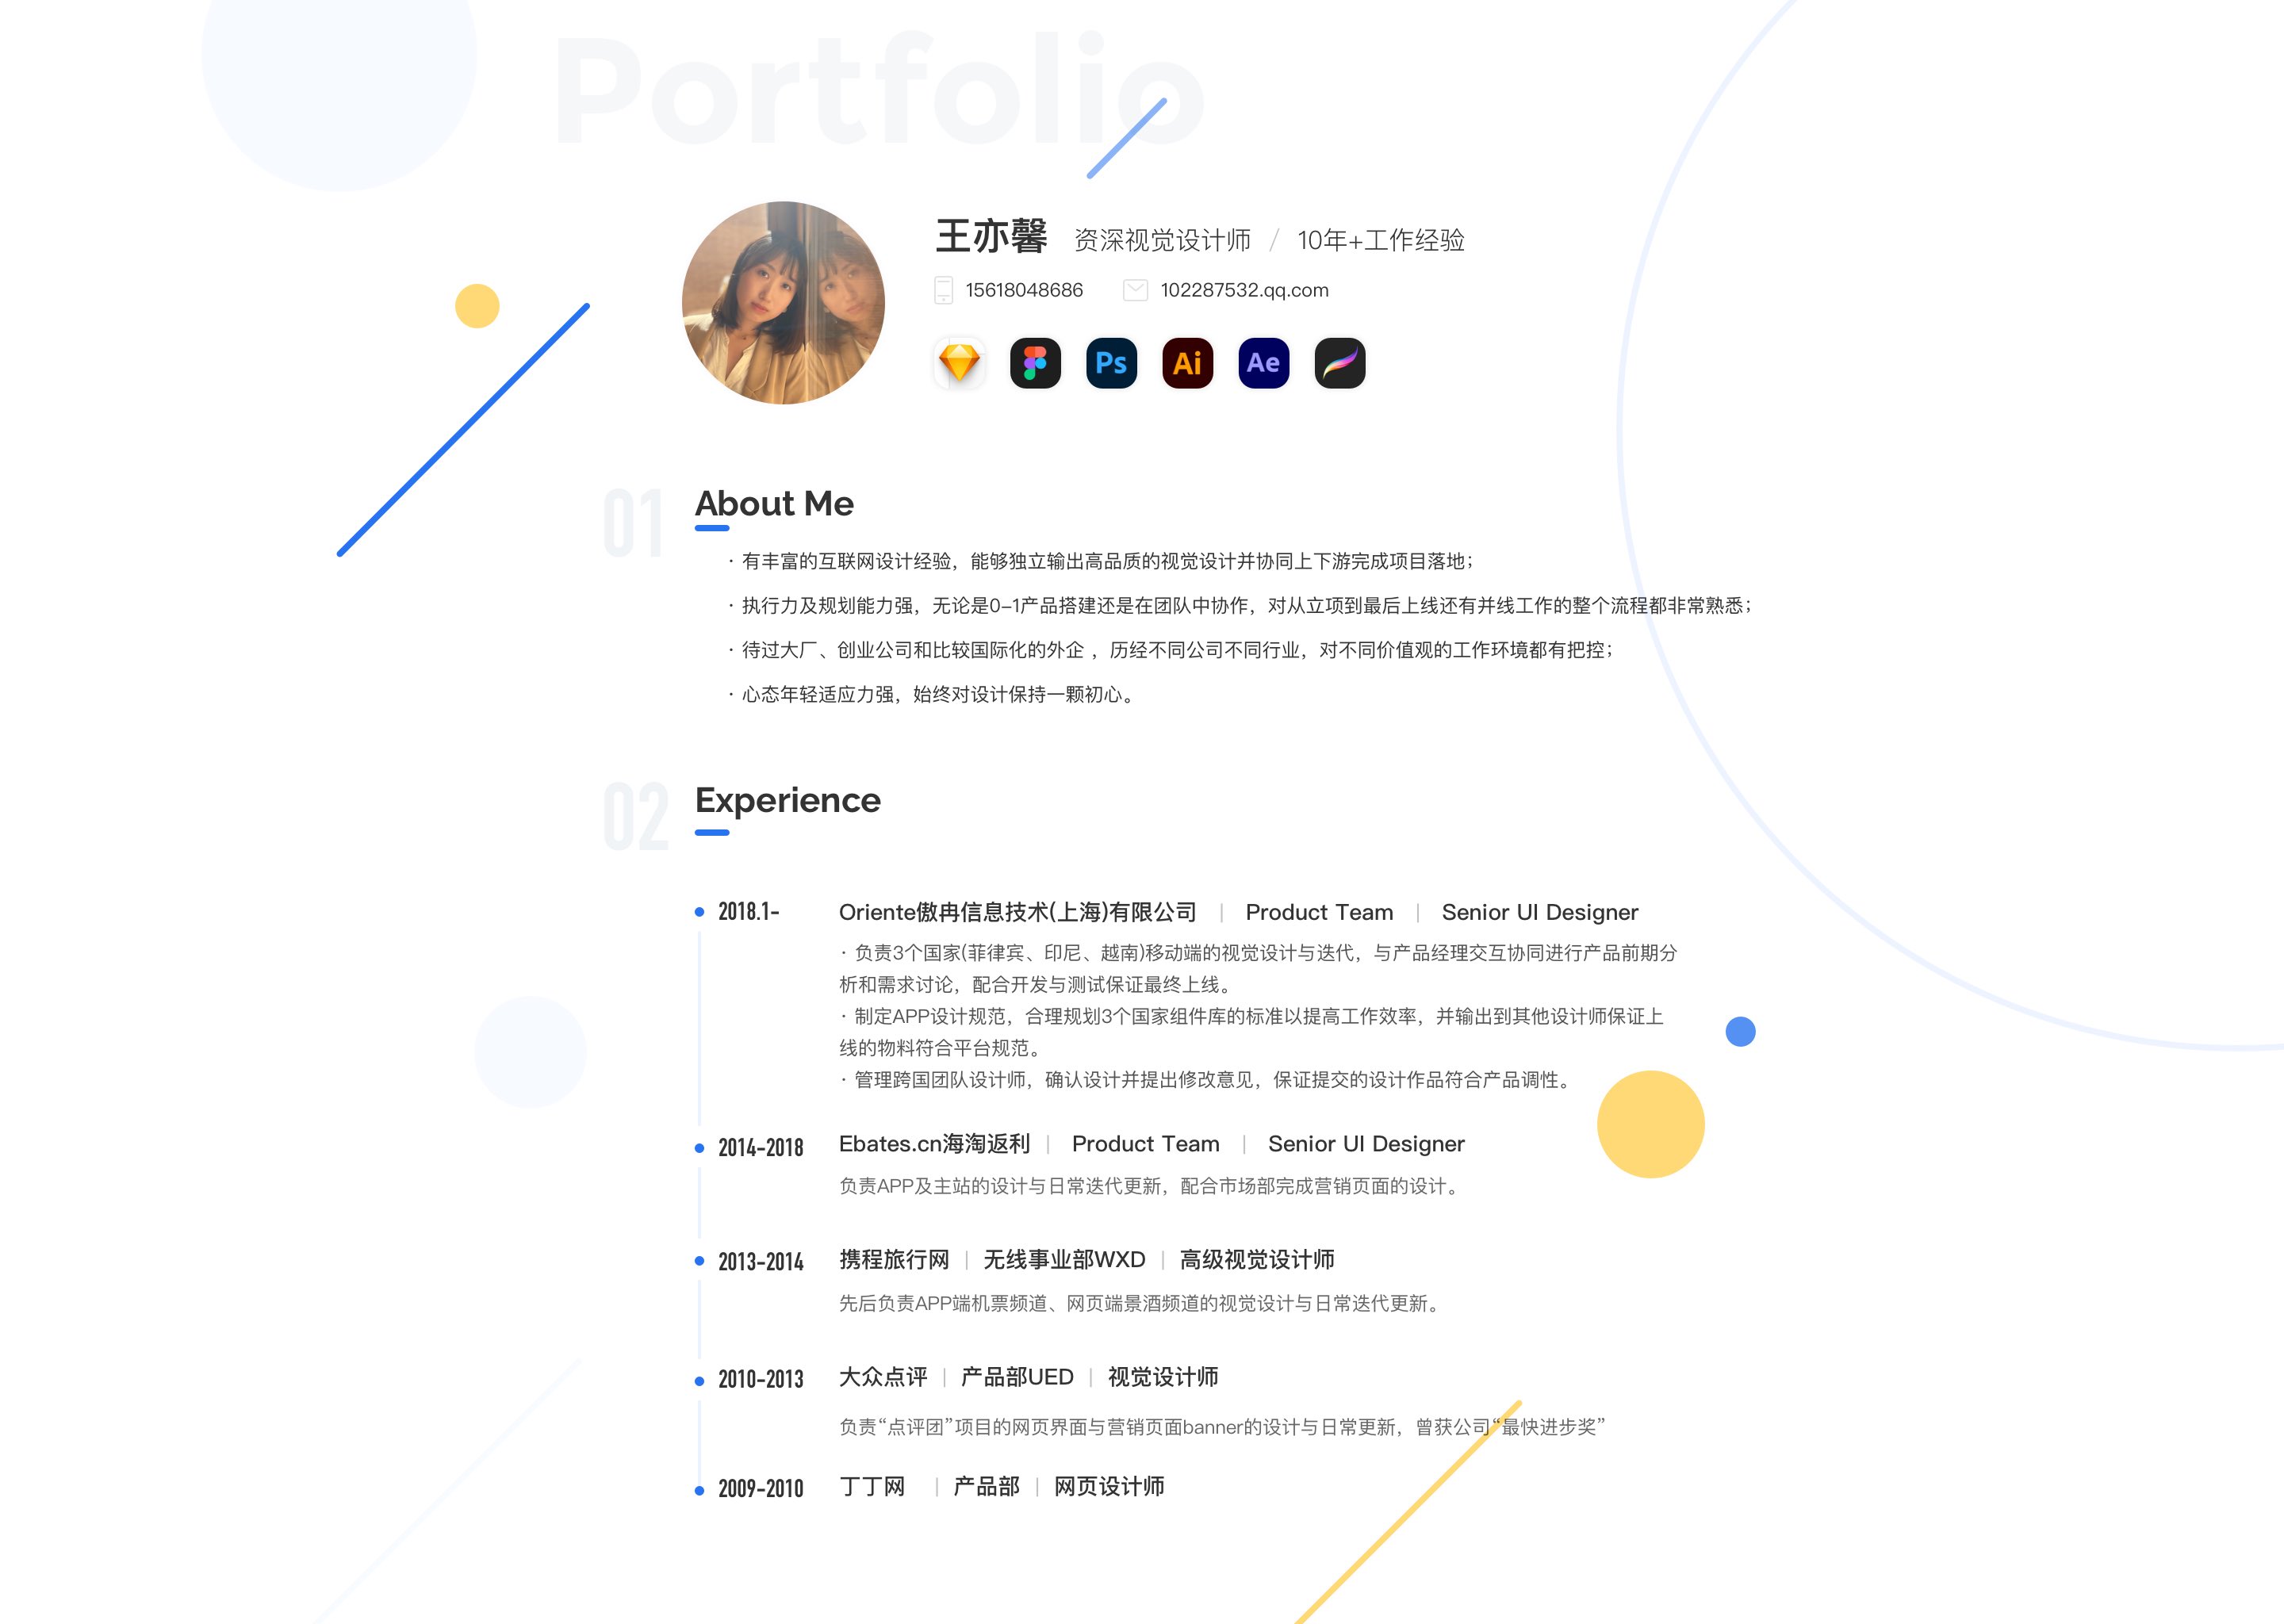 Portfolio
王亦馨 资深视觉设计师 / 10年+工作经验
15618048686 102287532.qq.com
Ps Ai Ae
01 About Me
· 有丰富的互联网设计经验，能够独立输出高品质的视觉设计并协同上下游完成项目落地；
· 执行力及规划能力强，无论是0-1产品搭建还是在团队中协作，对从立项到最后上线还有并线工作的整个流程都非常熟悉；
· 待过大厂、创业公司和比较国际化的外企 ，历经不同公司不同行业，对不同价值观的工作环境都有把控；
· 心态年轻适应力强，始终对设计保持一颗初心。
02 Experience
2018.1- Oriente傲冉信息技术(上海)有限公司 | Product Team | Senior UI Designer
· 负责3个国家(菲律宾、印尼、越南)移动端的视觉设计与迭代，与产品经理交互协同进行产品前期分
析和需求讨论，配合开发与测试保证最终上线。
· 制定APP设计规范，合理规划3个国家组件库的标准以提高工作效率，并输出到其他设计师保证上
线的物料符合平台规范。
· 管理跨国团队设计师，确认设计并提出修改意见，保证提交的设计作品符合产品调性。
2014-2018 Ebates.cn海淘返利 | Product Team | Senior UI Designer
负责APP及主站的设计与日常迭代更新，配合市场部完成营销页面的设计。
2013-2014 携程旅行网 | 无线事业部WXD | 高级视觉设计师
先后负责APP端机票频道、网页端景酒频道的视觉设计与日常迭代更新。
2010-2013 大众点评 | 产品部UED | 视觉设计师
负责“点评团”项目的网页界面与营销页面banner的设计与日常更新，曾获公司“最快进步奖”
2009-2010 丁丁网 | 产品部 | 网页设计师